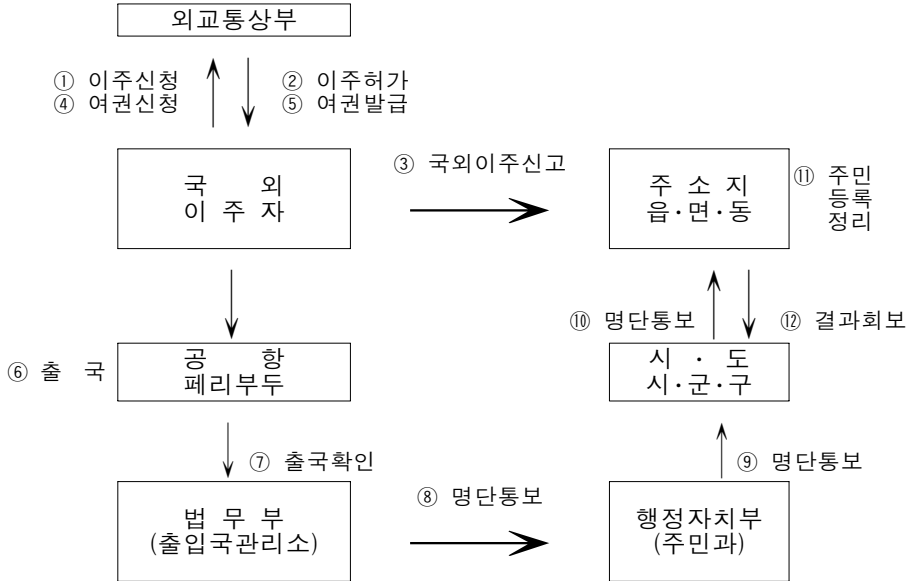 외교통상부
① 이주신청 ② 이주허가
④ 여권신청 ⑤ 여권발급
③ 국외이주신고
국 외
이 주 자
주 소 지
읍·면·동
⑪ 주민
등록
정리
⑩ 명단통보 ⑫ 결과회보
⑥ 출 국
공 항
페리부두
시 · 도
시·군·구
⑦ 출국확인 ⑨ 명단통보
⑧ 명단통보
법 무 부
(출입국관리소)
행정자치부
(주민과)